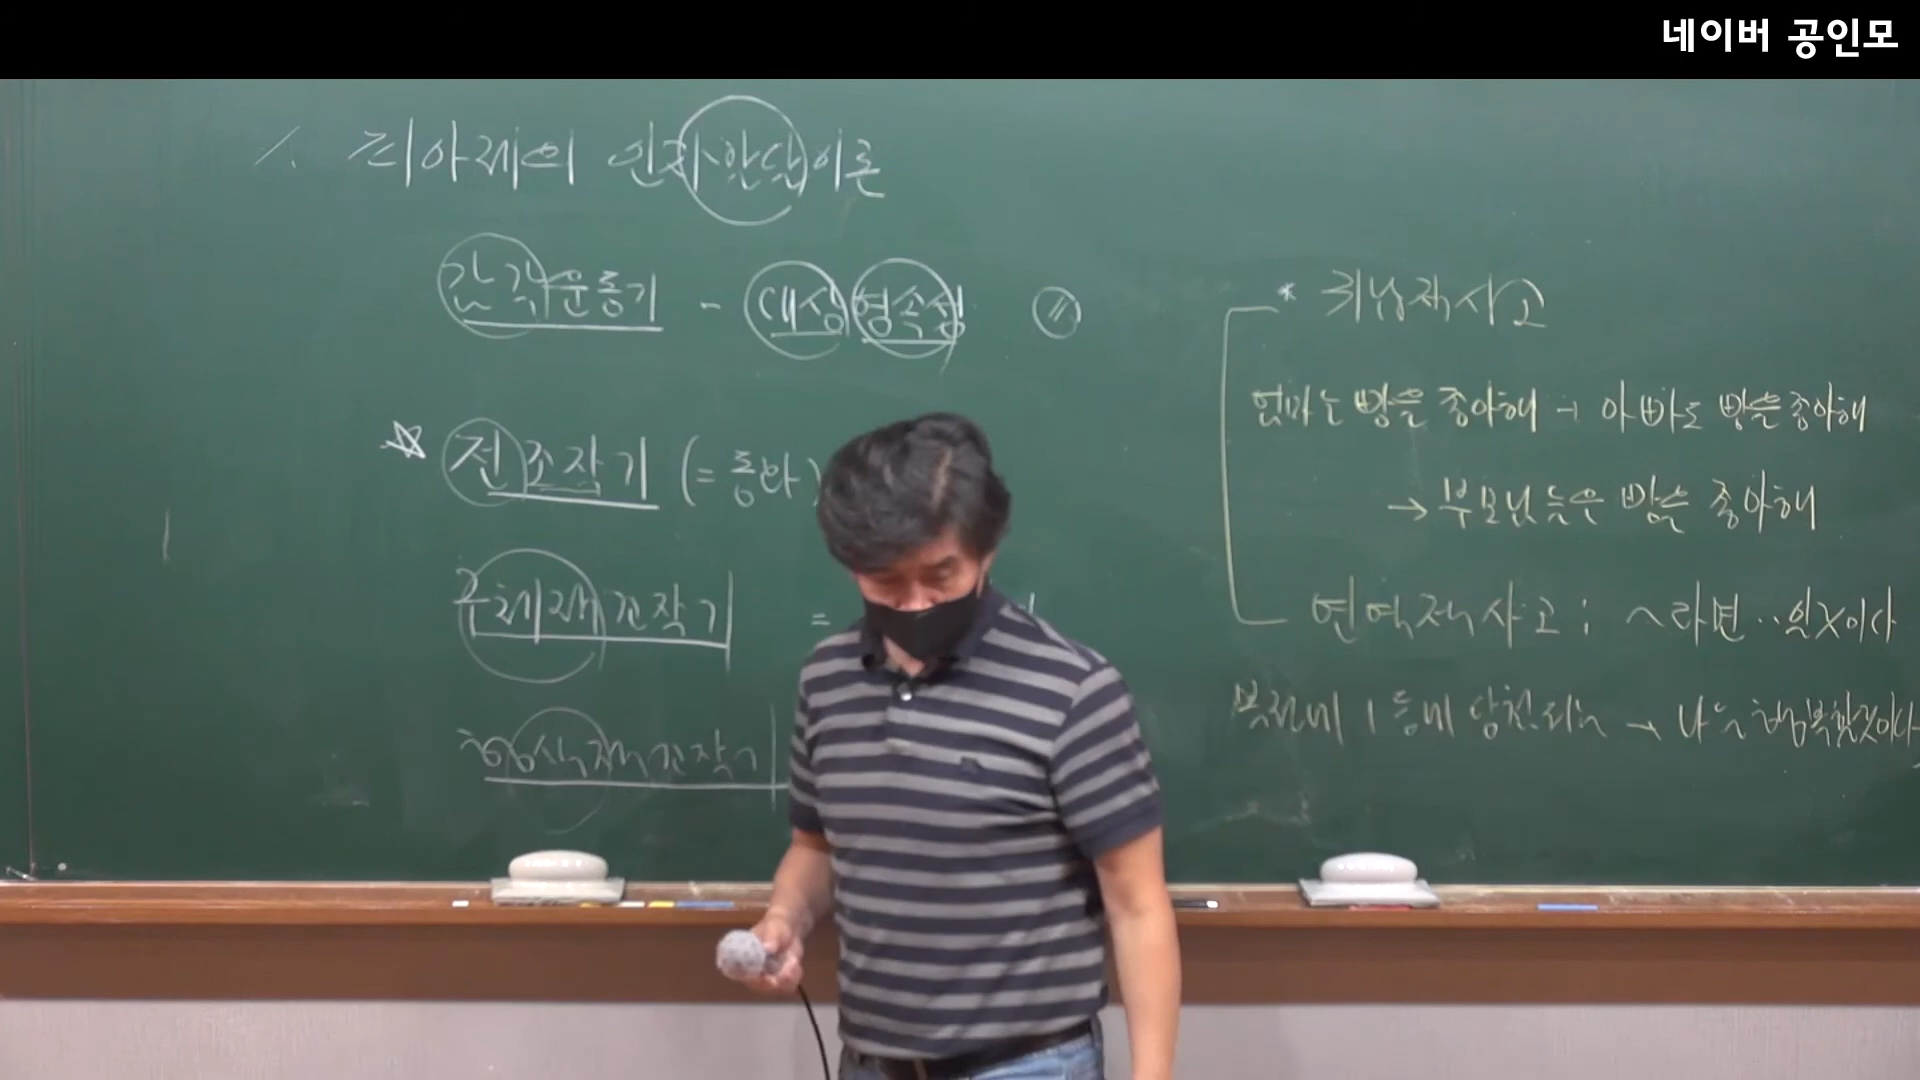 네이버 공인모
1. 피아제의 인지발달이론
감각운동기 - 대상영속성
전조작기 (= 동화)
구체적조작기 =
형식적조작기
* 귀납적사고
엄마는 빵을 좋아해 → 아빠도 빵을 좋아해
→ 부모님들은 빵을 좋아해
연역적사고 : ~라면 ‥ 일것이다
복권에 1등에 당첨되면 → 나는 행복할것이다